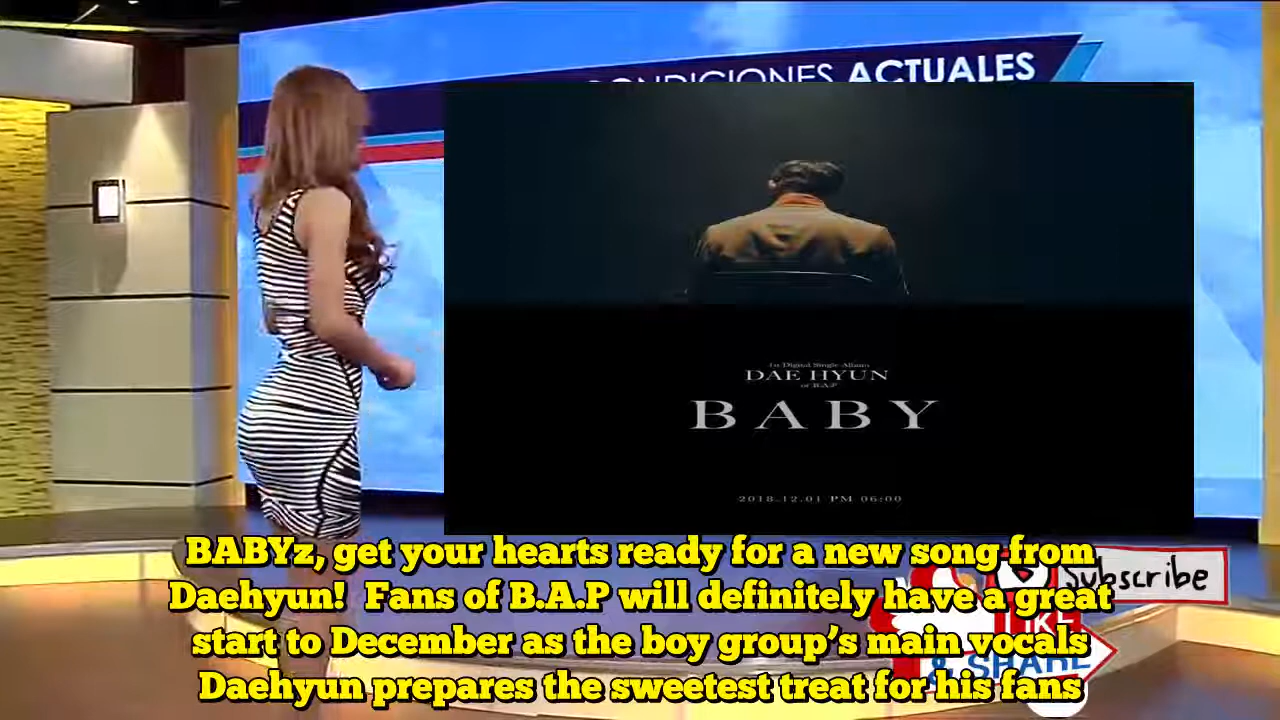 CONDICIONES ACTUALES
1st Digital Single Album
DAE HYUN
of B.A.P
BABY
2018.12.01 PM 06:00
BABYz, get your hearts ready for a new song from
Daehyun!  Fans of B.A.P will definitely have a great
start to December as the boy group’s main vocals
Daehyun prepares the sweetest treat for his fans
Subscribe
LIKE
& SHARE